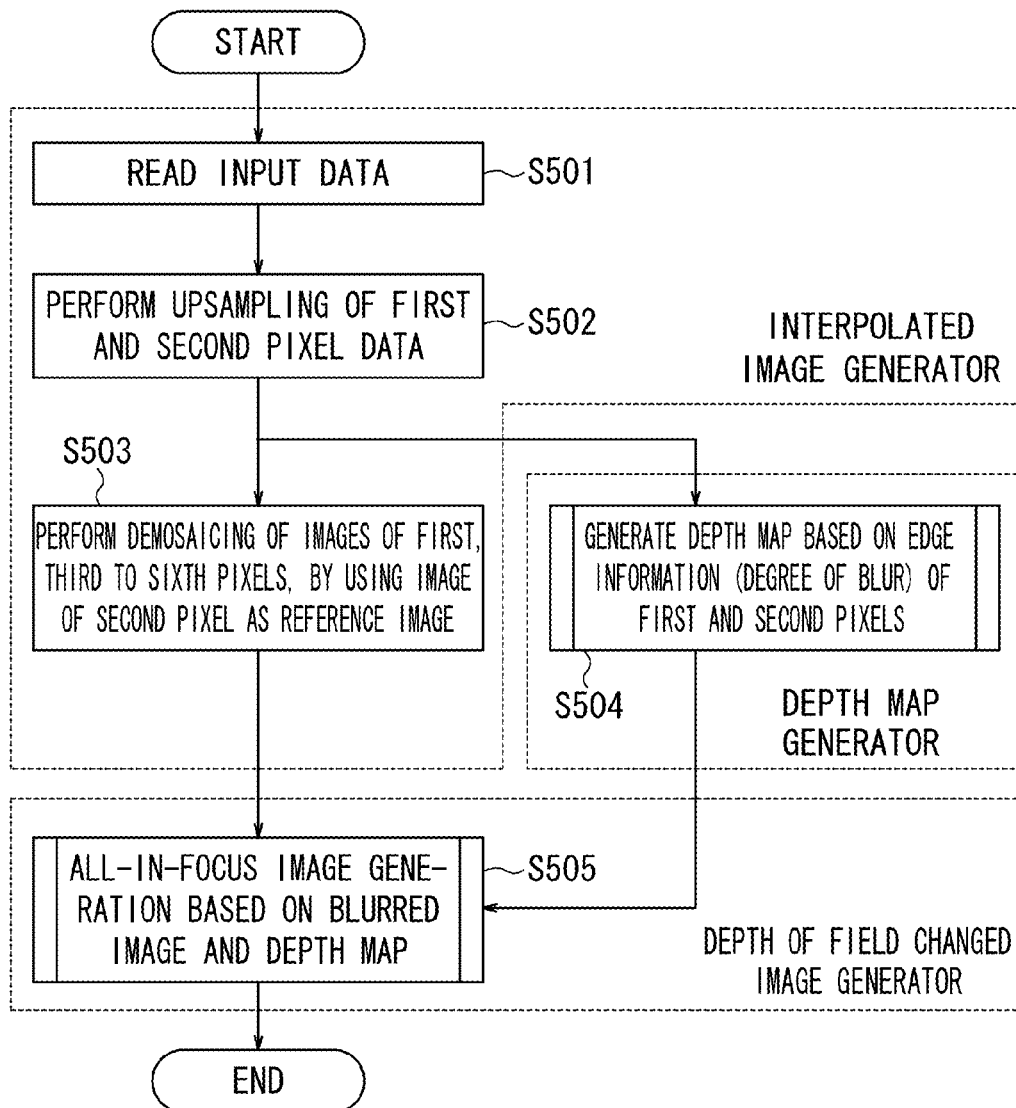 START
READ INPUT DATA
S501
PERFORM UPSAMPLING OF FIRST
AND SECOND PIXEL DATA
S502
INTERPOLATED
IMAGE GENERATOR
S503
PERFORM DEMOSAICING OF IMAGES OF FIRST,
THIRD TO SIXTH PIXELS, BY USING IMAGE
OF SECOND PIXEL AS REFERENCE IMAGE
GENERATE DEPTH MAP BASED ON EDGE
INFORMATION (DEGREE OF BLUR) OF
FIRST AND SECOND PIXELS
S504
DEPTH MAP
GENERATOR
ALL-IN-FOCUS IMAGE GENE-
RATION BASED ON BLURRED
IMAGE AND DEPTH MAP
S505
DEPTH OF FIELD CHANGED
IMAGE GENERATOR
END